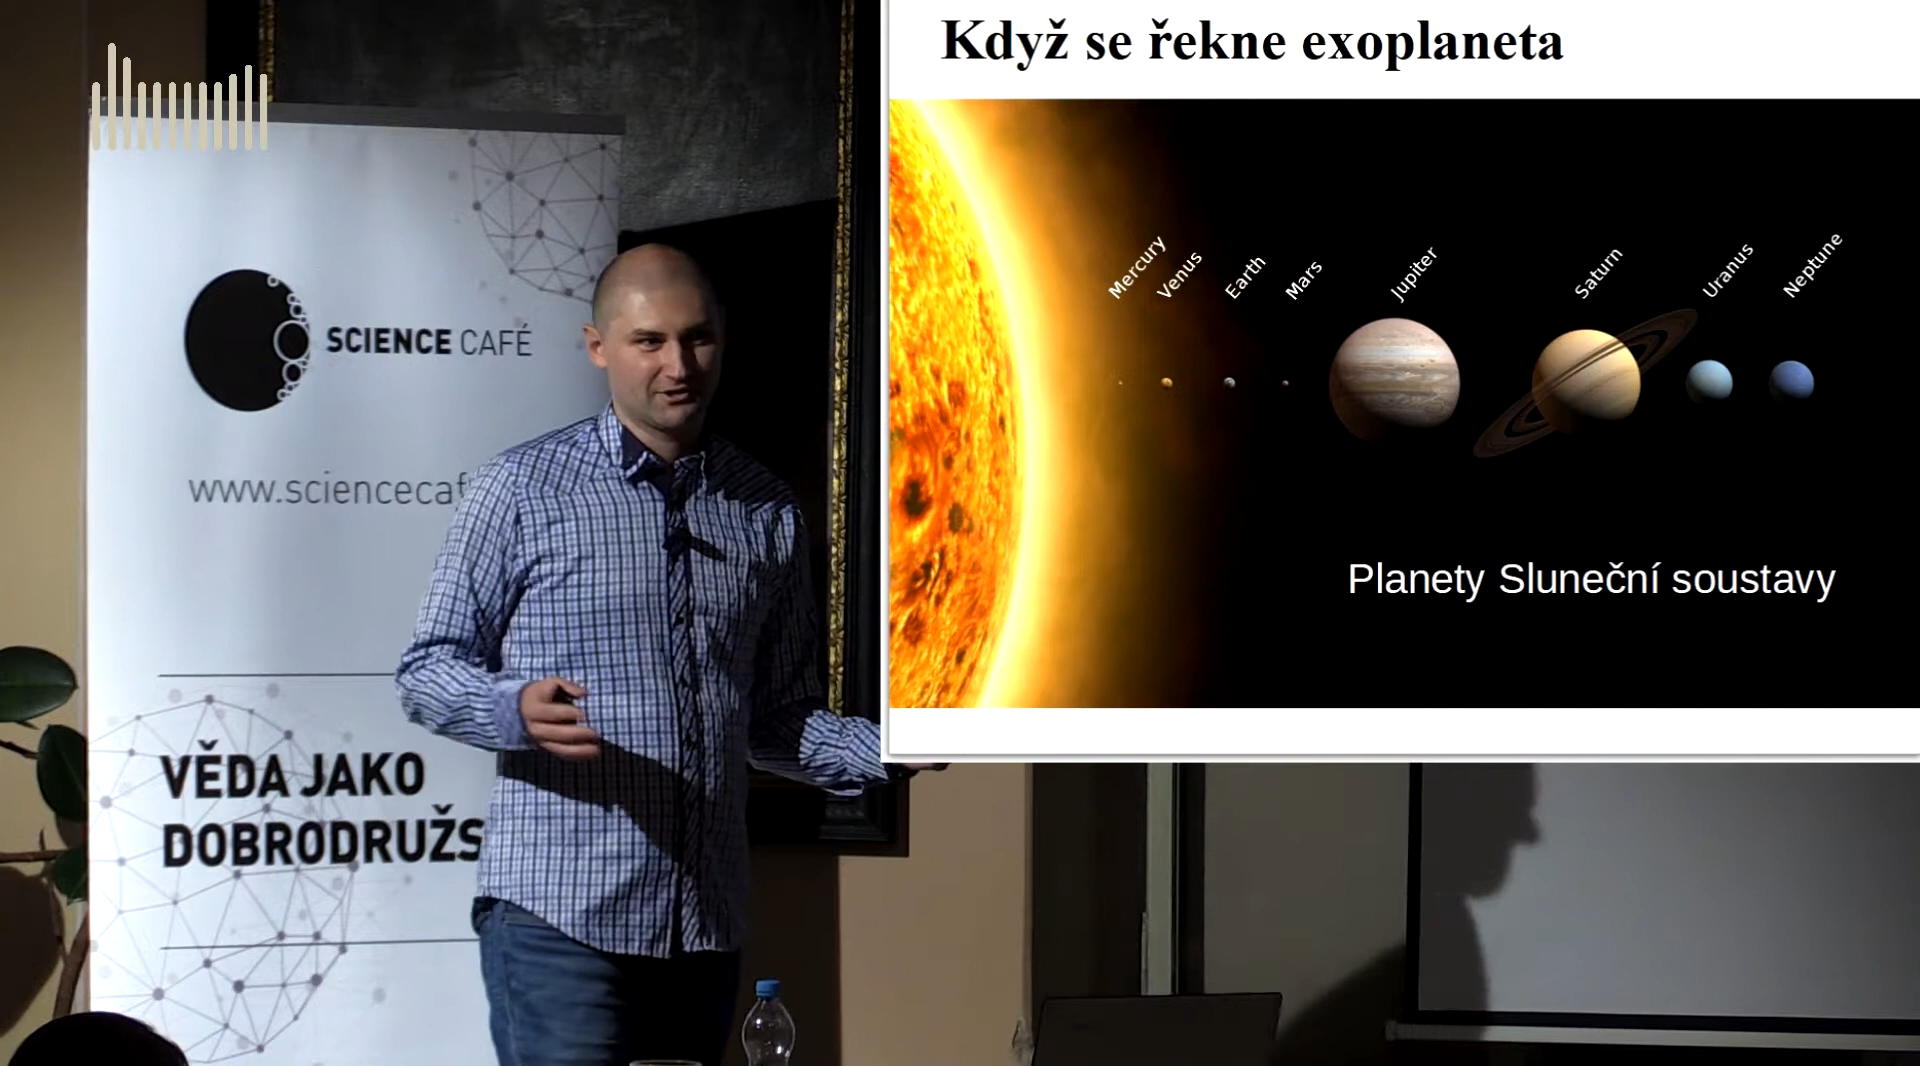 Když se řekne exoplaneta
Mercury
Venus
Earth
Mars
Jupiter
Saturn
Uranus
Neptune
Planety Sluneční soustavy
SCIENCE CAFÉ
www.sciencecaf
VĚDA JAKO
DOBRODRUŽS